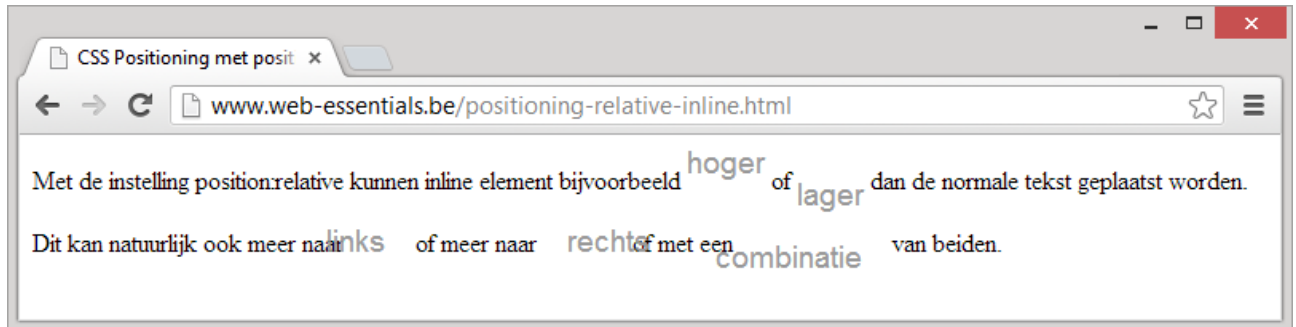 CSS Positioning met posit
www.web-essentials.be/positioning-relative-inline.html
Met de instelling position:relative kunnen inline element bijvoorbeeld hoger of lager dan de normale tekst geplaatst worden.
Dit kan natuurlijk ook meer naar links of meer naar rechts of met een combinatie van beiden.